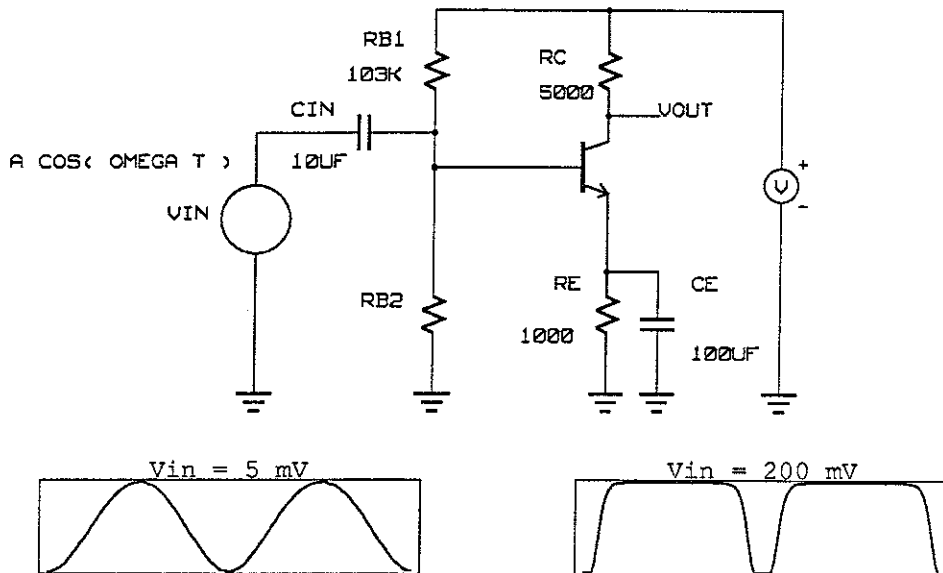 RB1
103K
RC
5000
VOUT
CIN
10UF
A COS( OMEGA T )
VIN
+
V
-
RB2
RE
1000
CE
100UF
Vin = 5 mV
Vin = 200 mV